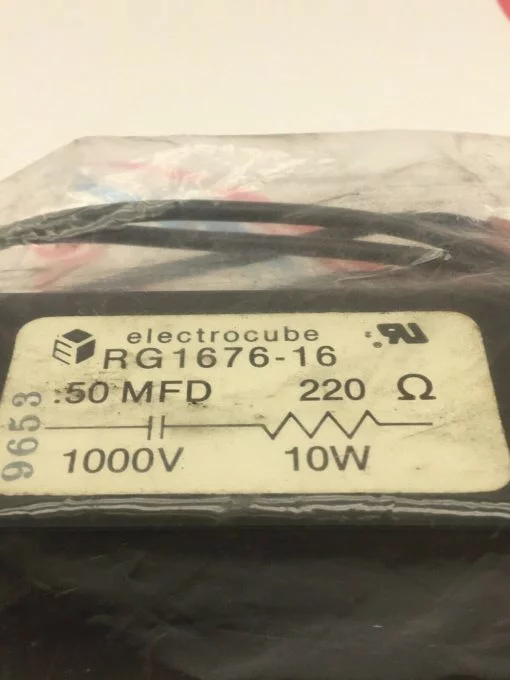 electrocube
RG1676-16
.50 MFD 220 Ω
1000V 10W
9653